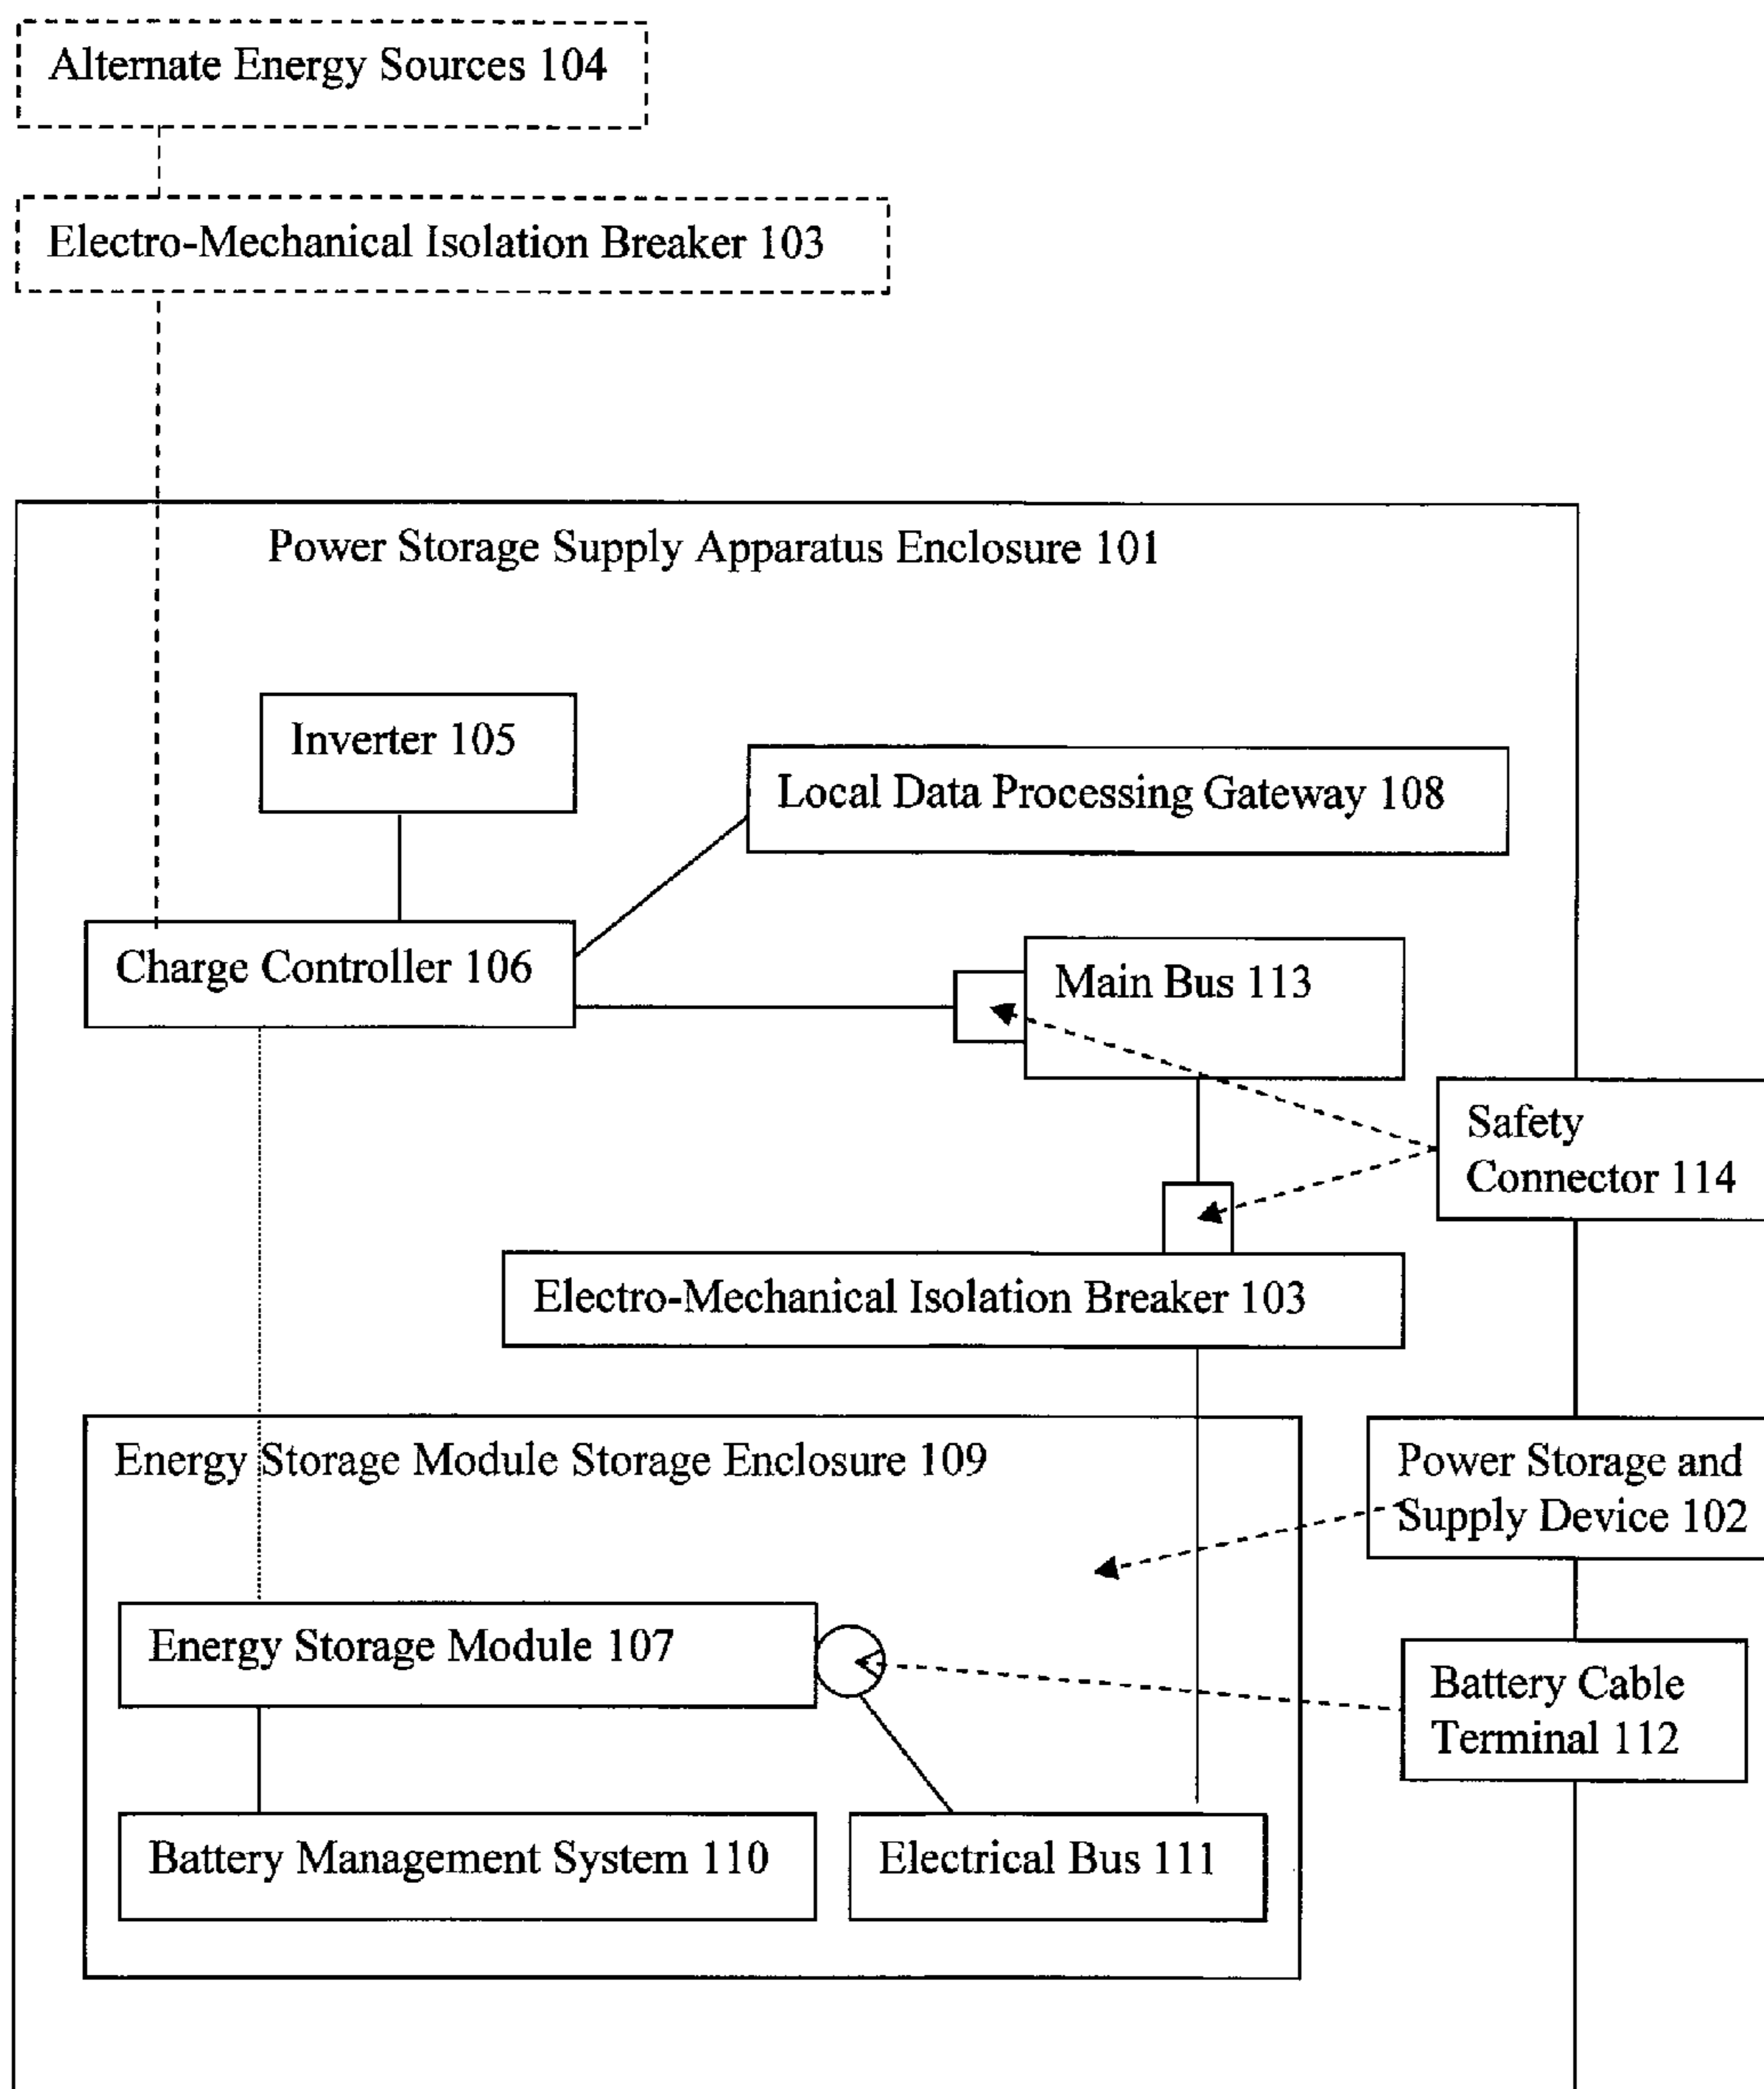 Alternate Energy Sources 104
Electro-Mechanical Isolation Breaker 103
Power Storage Supply Apparatus Enclosure 101
Inverter 105
Local Data Processing Gateway 108
Charge Controller 106
Main Bus 113
Safety
Connector 114
Electro-Mechanical Isolation Breaker 103
Energy Storage Module Storage Enclosure 109
Power Storage and
Supply Device 102
Energy Storage Module 107
Battery Cable
Terminal 112
Battery Management System 110
Electrical Bus 111